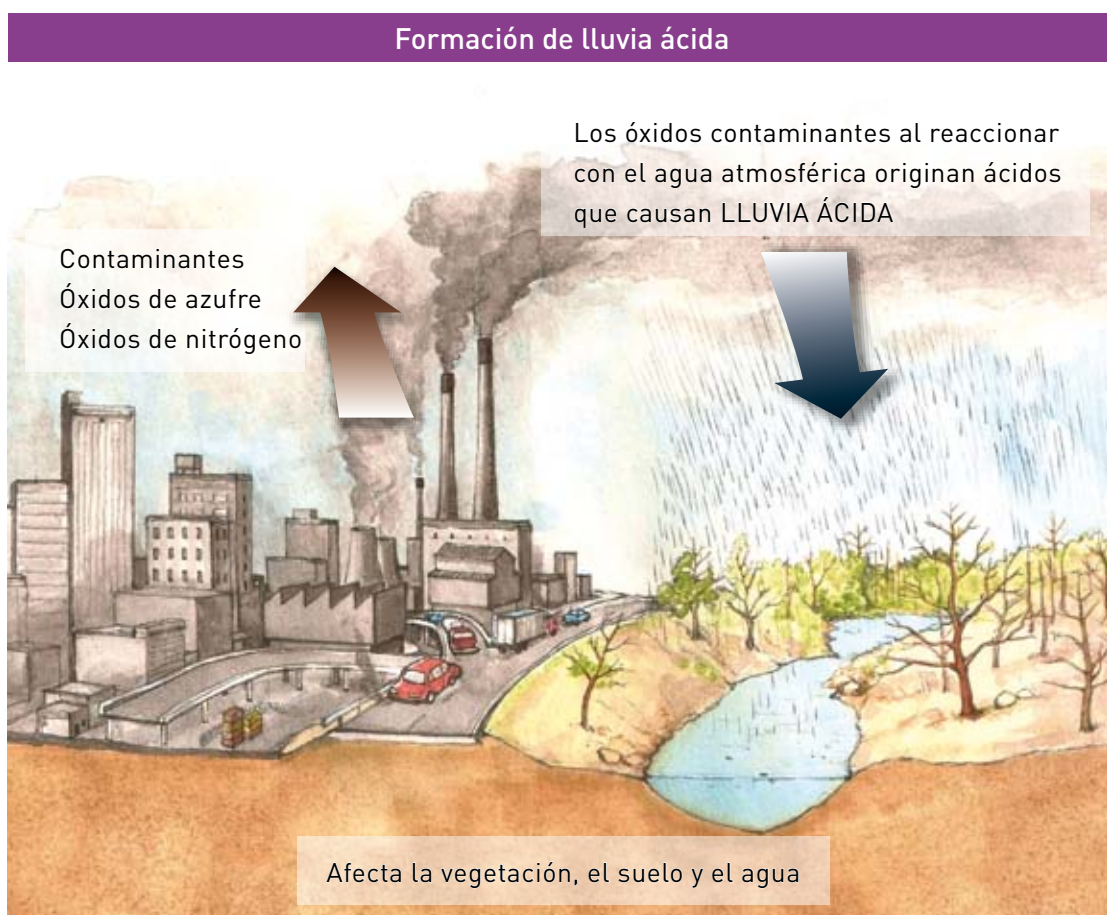 Formación de lluvia ácida
Los óxidos contaminantes al reaccionar
con el agua atmosférica originan ácidos
que causan LLUVIA ÁCIDA
Contaminantes
Óxidos de azufre
Óxidos de nitrógeno
Afecta la vegetación, el suelo y el agua